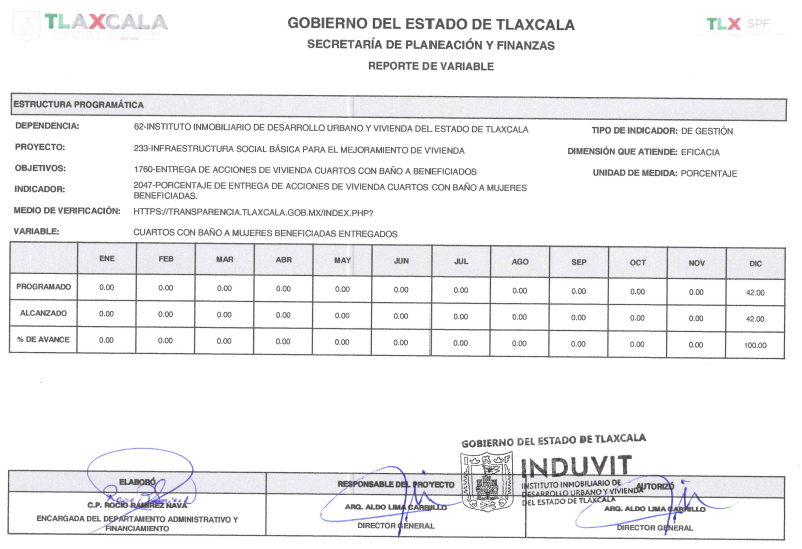 TLAXCALA
GOBIERNO DEL ESTADO DE TLAXCALA
SECRETARÍA DE PLANEACIÓN Y FINANZAS
REPORTE DE VARIABLE
TLX SPF
ESTRUCTURA PROGRAMÁTICA
DEPENDENCIA: 62-INSTITUTO INMOBILIARIO DE DESARROLLO URBANO Y VIVIENDA DEL ESTADO DE TLAXCALA TIPO DE INDICADOR: DE GESTIÓN
PROYECTO: 233-INFRAESTRUCTURA SOCIAL BÁSICA PARA EL MEJORAMIENTO DE VIVIENDA DIMENSIÓN QUE ATIENDE: EFICACIA
OBJETIVOS: 1760-ENTREGA DE ACCIONES DE VIVIENDA CUARTOS CON BAÑO A BENEFICIADOS UNIDAD DE MEDIDA: PORCENTAJE
INDICADOR: 2047-PORCENTAJE DE ENTREGA DE ACCIONES DE VIVIENDA CUARTOS CON BAÑO A MUJERES
BENEFICIADAS.
MEDIO DE VERIFICACIÓN: HTTPS://TRANSPARENCIA.TLAXCALA.GOB.MX/INDEX.PHP?
VARIABLE: CUARTOS CON BAÑO A MUJERES BENEFICIADAS ENTREGADOS
ENE FEB MAR ABR MAY JUN JUL AGO SEP OCT NOV DIC
PROGRAMADO 0.00 0.00 0.00 0.00 0.00 0.00 0.00 0.00 0.00 0.00 0.00 42.00
ALCANZADO 0.00 0.00 0.00 0.00 0.00 0.00 0.00 0.00 0.00 0.00 0.00 42.00
% DE AVANCE 0.00 0.00 0.00 0.00 0.00 0.00 0.00 0.00 0.00 0.00 0.00 100.00
GOBIERNO DEL ESTADO DE TLAXCALA
INDUVIT
INSTITUTO INMOBILIARIO DE
DESARROLLO URBANO Y VIVIENDA
DEL ESTADO DE TLAXCALA
ELABORÓ
C.P. ROCIO RAMIREZ NAVA
ENCARGADA DEL DEPARTAMENTO ADMINISTRATIVO Y
FINANCIAMIENTO
RESPONSABLE DEL PROYECTO
ARQ. ALDO LIMA CARRILLO
DIRECTOR GENERAL
AUTORIZÓ
ARQ. ALDO LIMA CARRILLO
DIRECTOR GENERAL